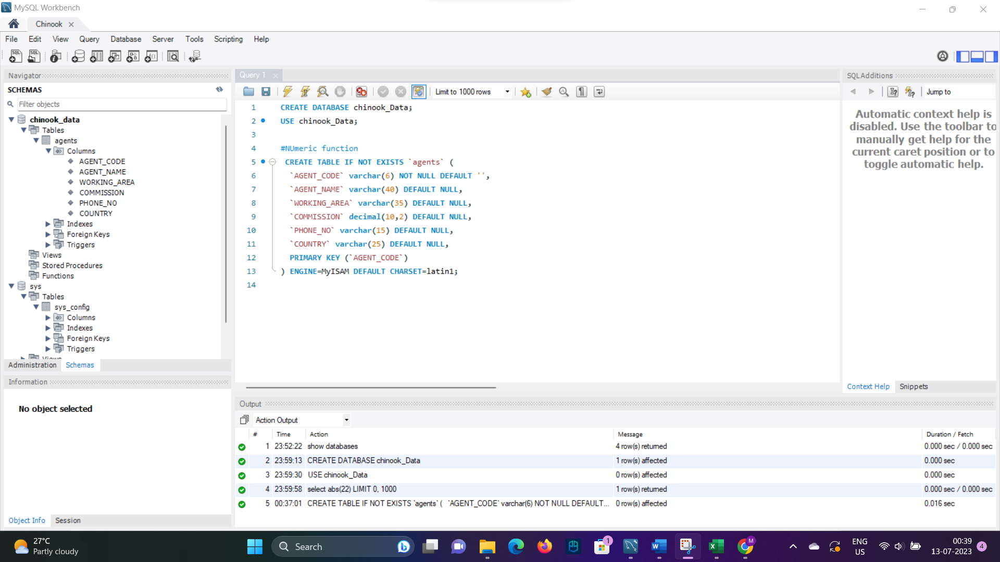 MySQL Workbench
Chinook
File Edit View Query Database Server Tools Scripting Help
Navigator
SCHEMAS
Filter objects
chinook_data
Tables
agents
Columns
AGENT_CODE
AGENT_NAME
WORKING_AREA
COMMISSION
PHONE_NO
COUNTRY
Indexes
Foreign Keys
Triggers
Views
Stored Procedures
Functions
sys
Tables
sys_config
Columns
Indexes
Foreign Keys
Triggers
Views
Administration Schemas
Information
No object selected
Object Info Session
Query 1
Limit to 1000 rows
1 CREATE DATABASE chinook_Data;
2 USE chinook_Data;
3
4 #NUmeric function
5 CREATE TABLE IF NOT EXISTS `agents` (
6 `AGENT_CODE` varchar(6) NOT NULL DEFAULT '',
7 `AGENT_NAME` varchar(40) DEFAULT NULL,
8 `WORKING_AREA` varchar(35) DEFAULT NULL,
9 `COMMISSION` decimal(10,2) DEFAULT NULL,
10 `PHONE_NO` varchar(15) DEFAULT NULL,
11 `COUNTRY` varchar(25) DEFAULT NULL,
12 PRIMARY KEY (`AGENT_CODE`)
13 ) ENGINE=MyISAM DEFAULT CHARSET=latin1;
14
SQLAdditions
Jump to
Automatic context help is
disabled. Use the toolbar to
manually get help for the
current caret position or to
toggle automatic help.
Context Help Snippets
Output
Action Output
# Time Action Message Duration / Fetch
1 23:52:22 show databases 4 row(s) returned 0.000 sec / 0.000 sec
2 23:59:13 CREATE DATABASE chinook_Data 1 row(s) affected 0.000 sec
3 23:59:30 USE chinook_Data 0 row(s) affected 0.000 sec
4 23:59:58 select abs(22) LIMIT 0, 1000 1 row(s) returned 0.000 sec / 0.000 sec
5 00:37:01 CREATE TABLE IF NOT EXISTS `agents` ( `AGENT_CODE` varchar(6) NOT NULL DEFAULT... 0 row(s) affected 0.016 sec
27°C
Partly cloudy
Search
1
M
ENG
US
00:39
13-07-2023
4